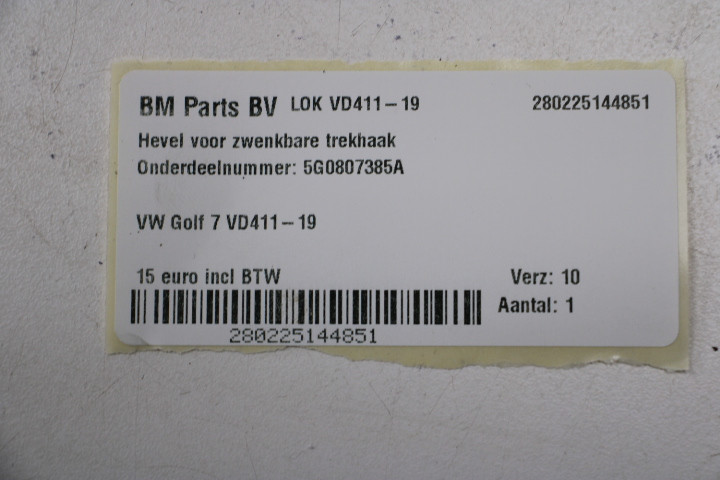 BM Parts BV LOK VD411-19 280225144851
Hevel voor zwenkbare trekhaak
Onderdeelnummer: 5G0807385A
VW Golf 7 VD411-19
15 euro incl BTW Verz: 10
Aantal: 1
280225144851